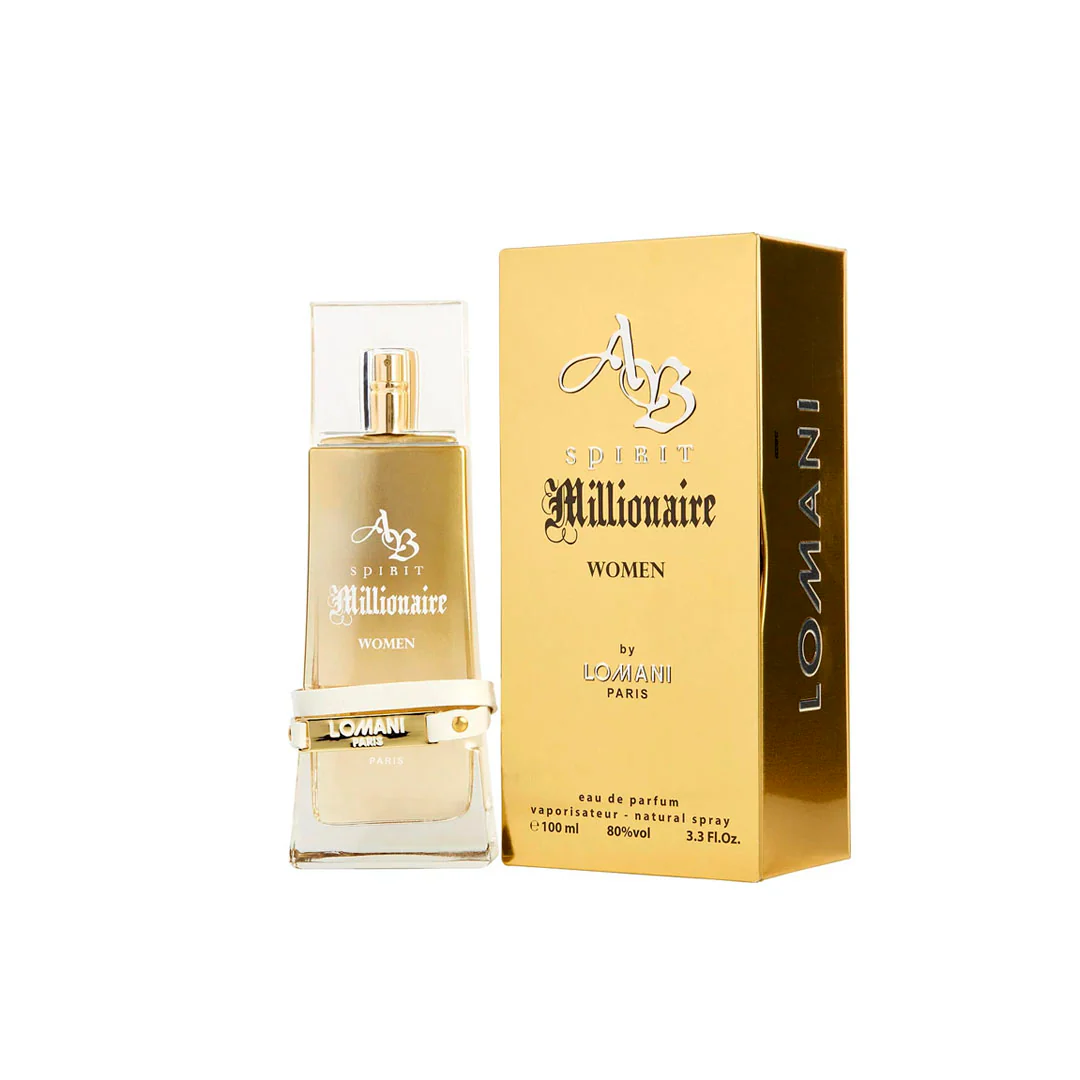 AB
SPIRIT
Millionaire
WOMEN
LOMANI
PARIS
PARIS
AB
SPIRIT
Millionaire
WOMEN
by
LOMANI
PARIS
eau de parfum
vaporisateur - natural spray
℮ 100 ml 80%vol 3.3 Fl.Oz.
LOMANI